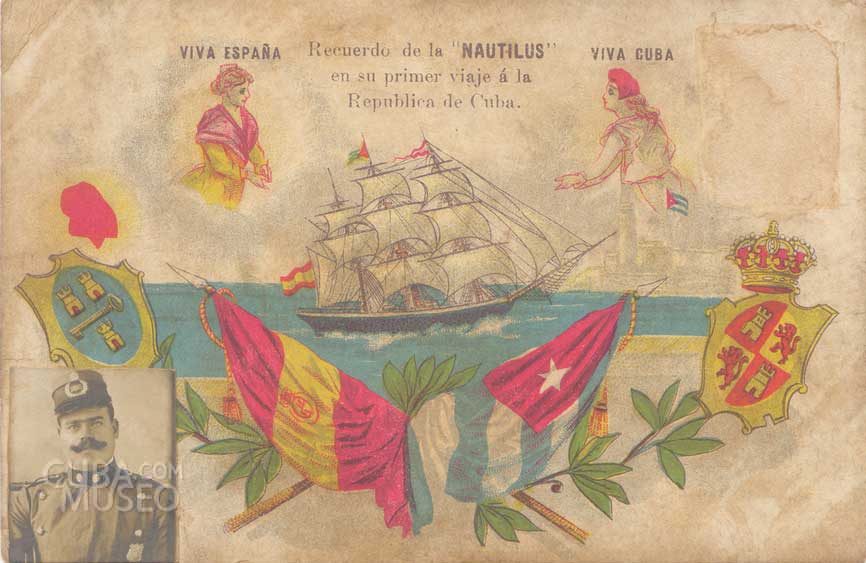 VIVA ESPAÑA
Recuerdo de la "NAUTILUS"
en su primer viaje á la
Republica de Cuba.
VIVA CUBA
CUBA.COM
MUSEO